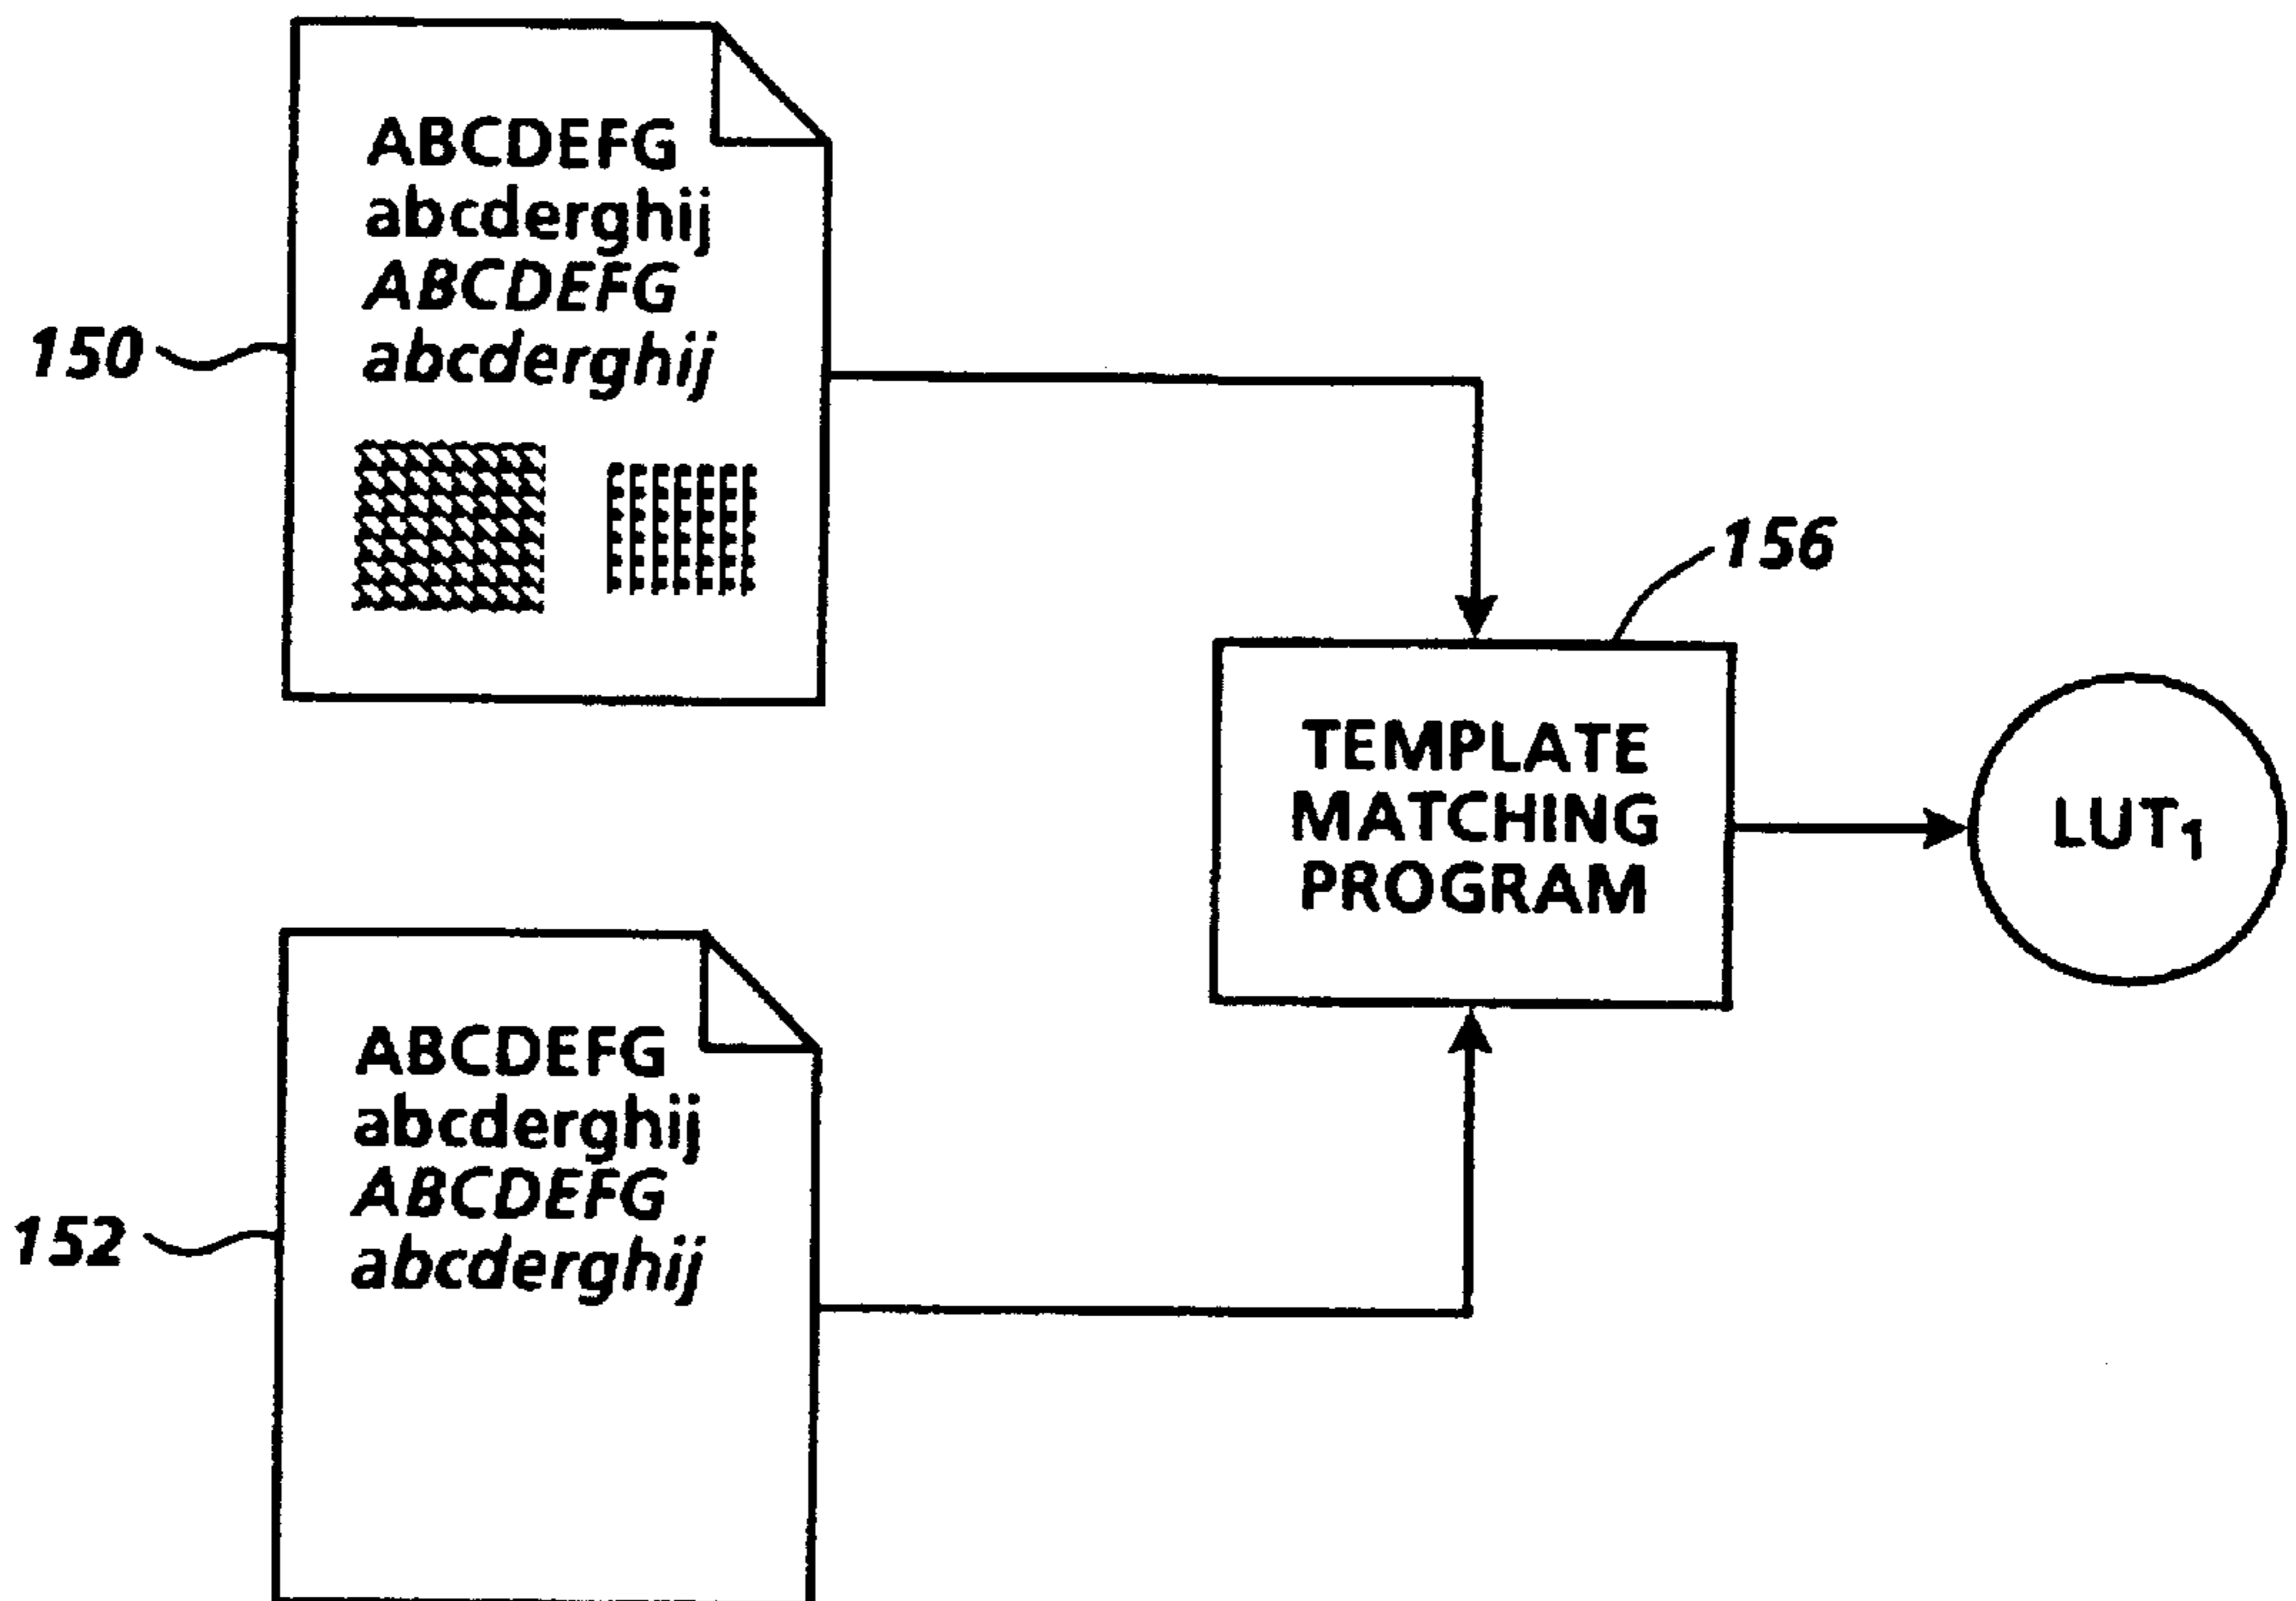 ABCDEFG
abcderghij
ABCDEFG
abcderghij
150
156
TEMPLATE
MATCHING
PROGRAM
LUT1
ABCDEFG
abcderghij
ABCDEFG
abcderghij
152